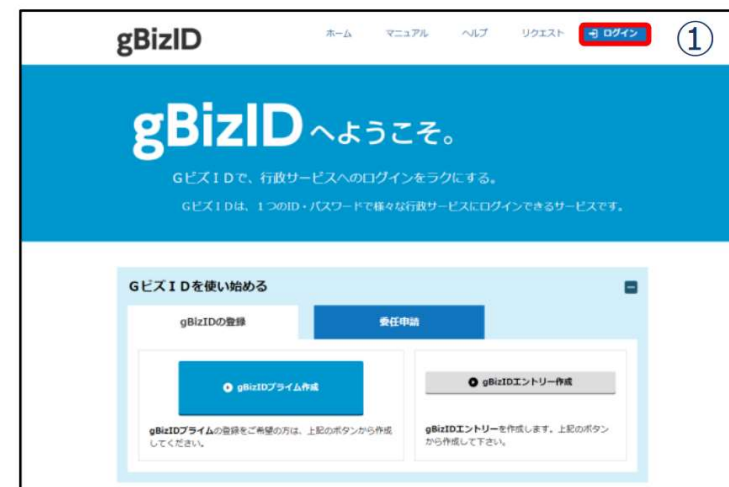 gBizID
ホーム マニュアル ヘルプ リクエスト ログイン
①
gBizIDへようこそ。
GビズIDで、行政サービスへのログインをラクにする。
GビズIDは、1つのID・パスワードで様々な行政サービスにログインできるサービスです。
GビズIDを使い始める
gBizIDの登録 委任申請
gBizIDプライム作成
gBizIDプライムの登録をご希望の方は、上記のボタンから作成
してください。
gBizIDエントリー作成
gBizIDエントリーを作成します。上記のボタン
から作成して下さい。